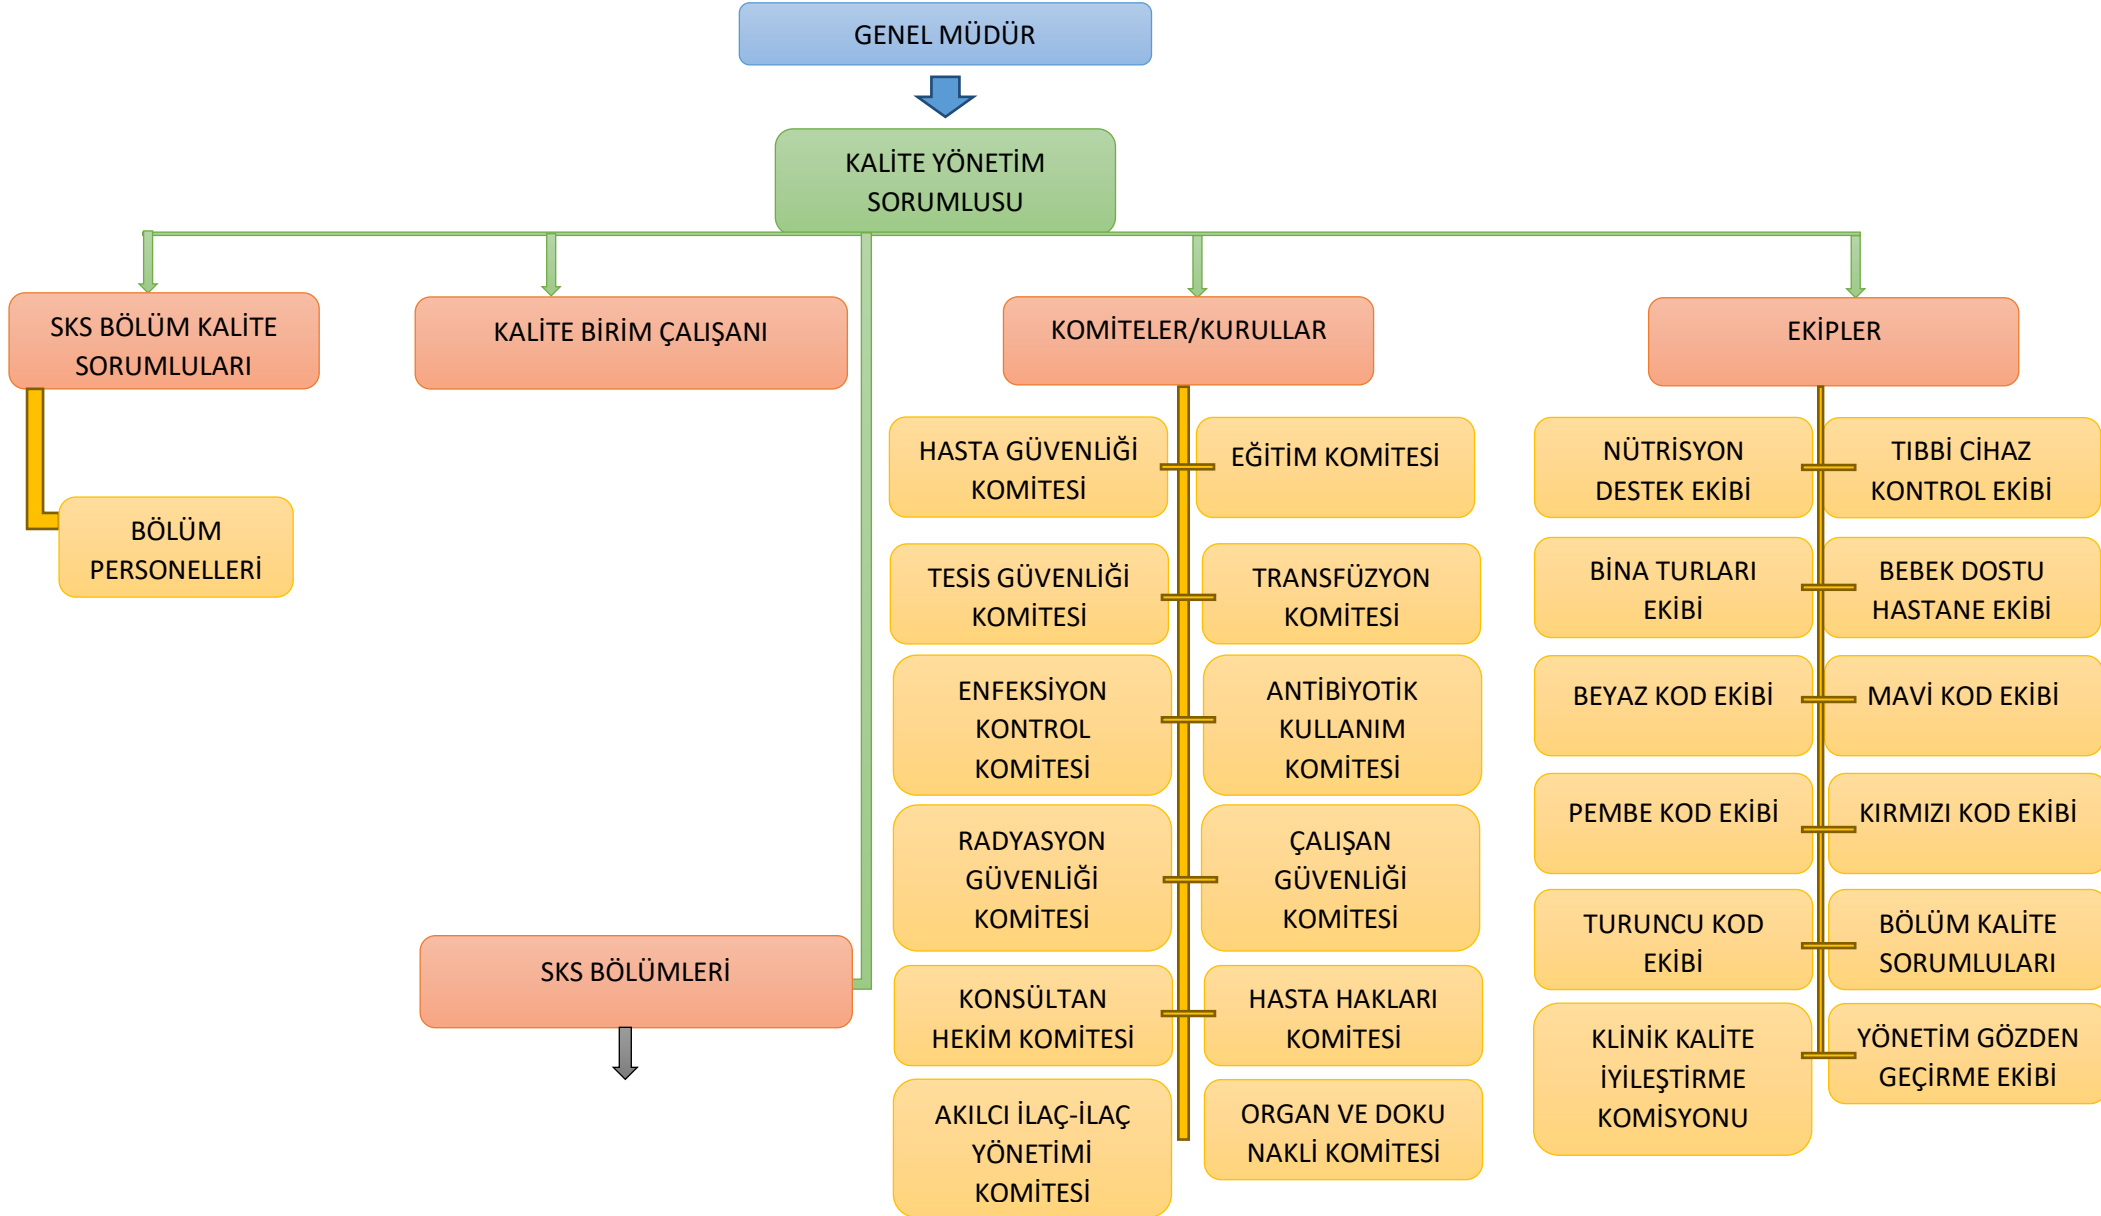 GENEL MÜDÜR
KALİTE YÖNETİM
SORUMLUSU
SKS BÖLÜM KALİTE
SORUMLULARI
KALİTE BİRİM ÇALIŞANI
KOMİTELER/KURULLAR
EKİPLER
BÖLÜM
PERSONELLERİ
SKS BÖLÜMLERİ
HASTA GÜVENLİĞİ
KOMİTESİ
EĞİTİM KOMİTESİ
TESİS GÜVENLİĞİ
KOMİTESİ
TRANSFÜZYON
KOMİTESİ
ENFEKSİYON
KONTROL
KOMİTESİ
ANTİBİYOTİK
KULLANIM
KOMİTESİ
RADYASYON
GÜVENLİĞİ
KOMİTESİ
ÇALIŞAN
GÜVENLİĞİ
KOMİTESİ
KONSÜLTAN
HEKİM KOMİTESİ
HASTA HAKLARI
KOMİTESİ
AKILCI İLAÇ-İLAÇ
YÖNETİMİ
KOMİTESİ
ORGAN VE DOKU
NAKLİ KOMİTESİ
NÜTRİSYON
DESTEK EKİBİ
TIBBİ CİHAZ
KONTROL EKİBİ
BİNA TURLARI
EKİBİ
BEBEK DOSTU
HASTANE EKİBİ
BEYAZ KOD EKİBİ
MAVİ KOD EKİBİ
PEMBE KOD EKİBİ
KIRMIZI KOD EKİBİ
TURUNCU KOD
EKİBİ
BÖLÜM KALİTE
SORUMLULARI
KLİNİK KALİTE
İYİLEŞTİRME
KOMİSYONU
YÖNETİM GÖZDEN
GEÇİRME EKİBİ